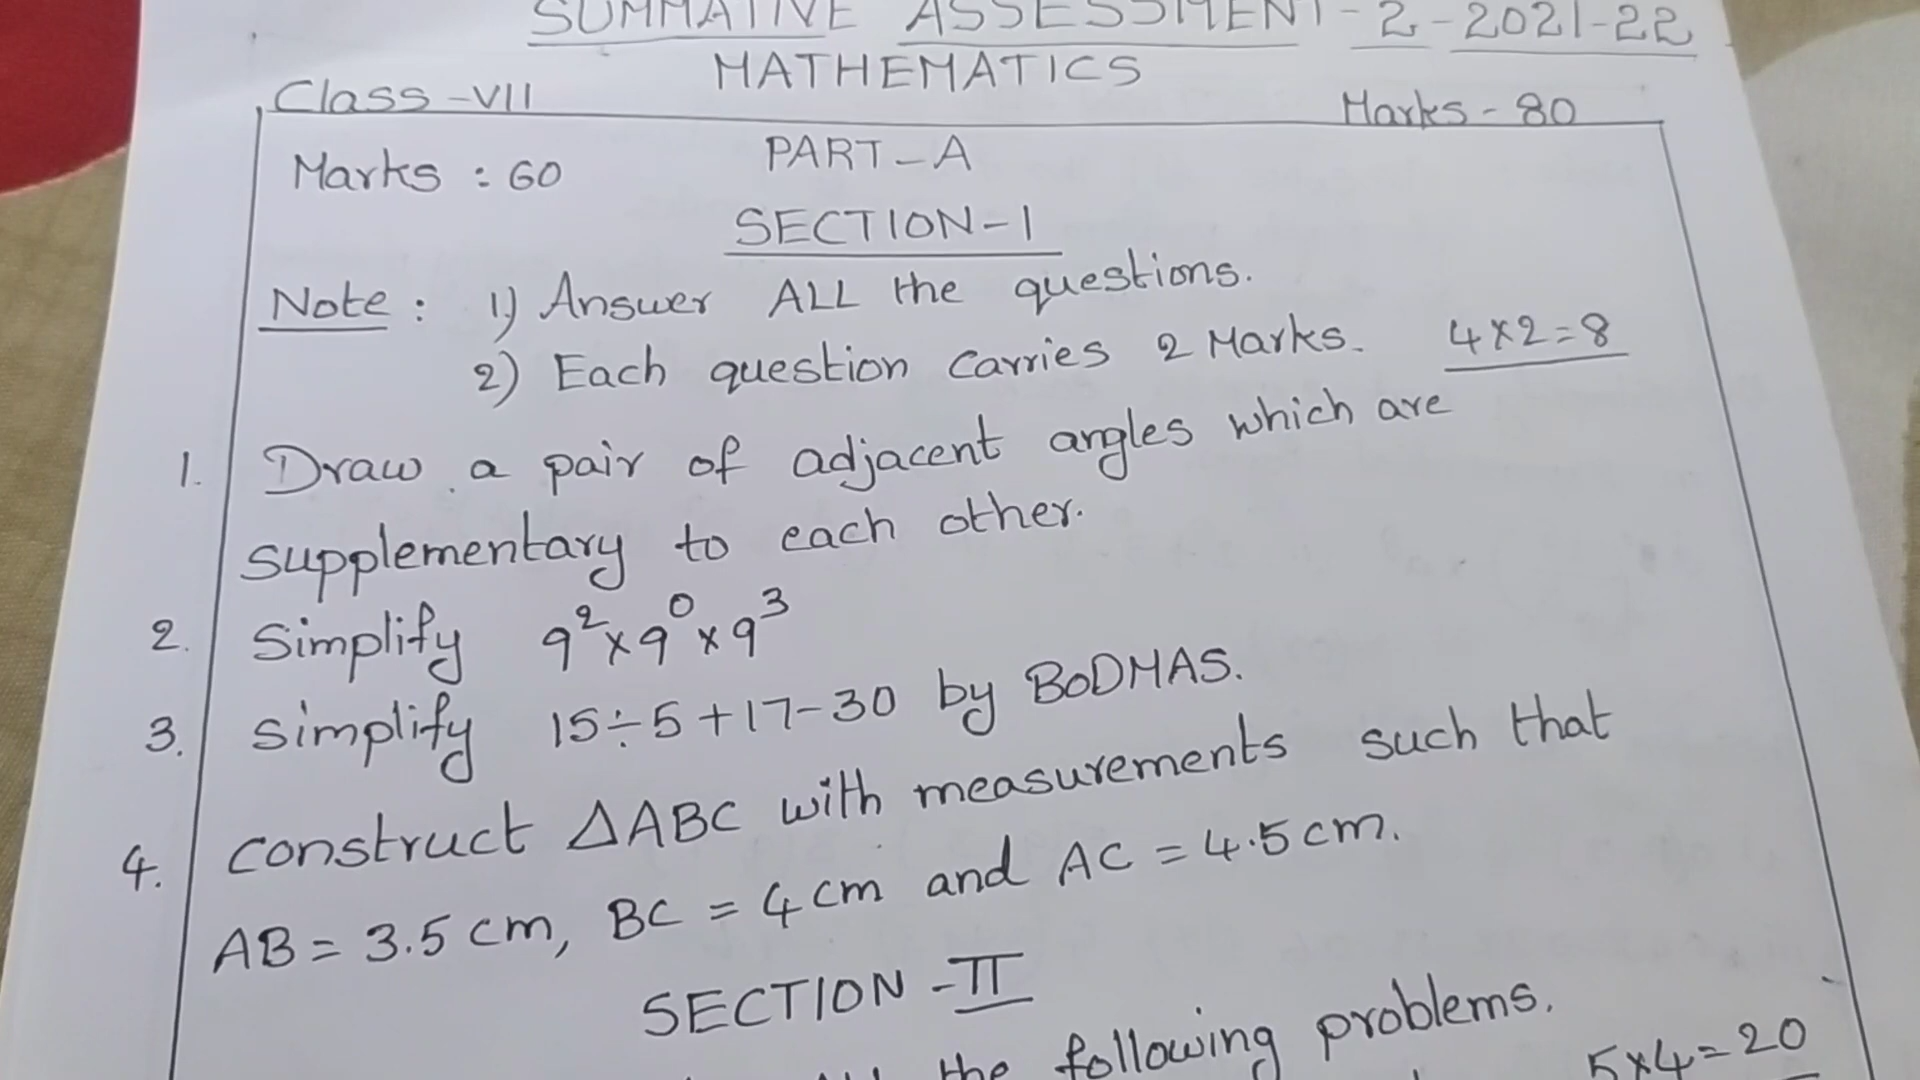 SUMMATIVE ASSESSMENT-2-2021-22
MATHEMATICS
Class-VII
Marks-80
PART-A
Marks: 60
SECTION-I
Note: 1) Answer ALL the questions.
2) Each question carries 2 Marks. 4×2=8
1. Draw a pair of adjacent angles which are
supplementary to each other.
2. Simplify 9²×9⁰×9³
3. Simplify 15÷5+17-30 by BODMAS.
4. construct △ABC with measurements such that
AB = 3.5 cm, BC = 4 cm and AC = 4.5 cm.
SECTION-II
the following problems.
5×4=20